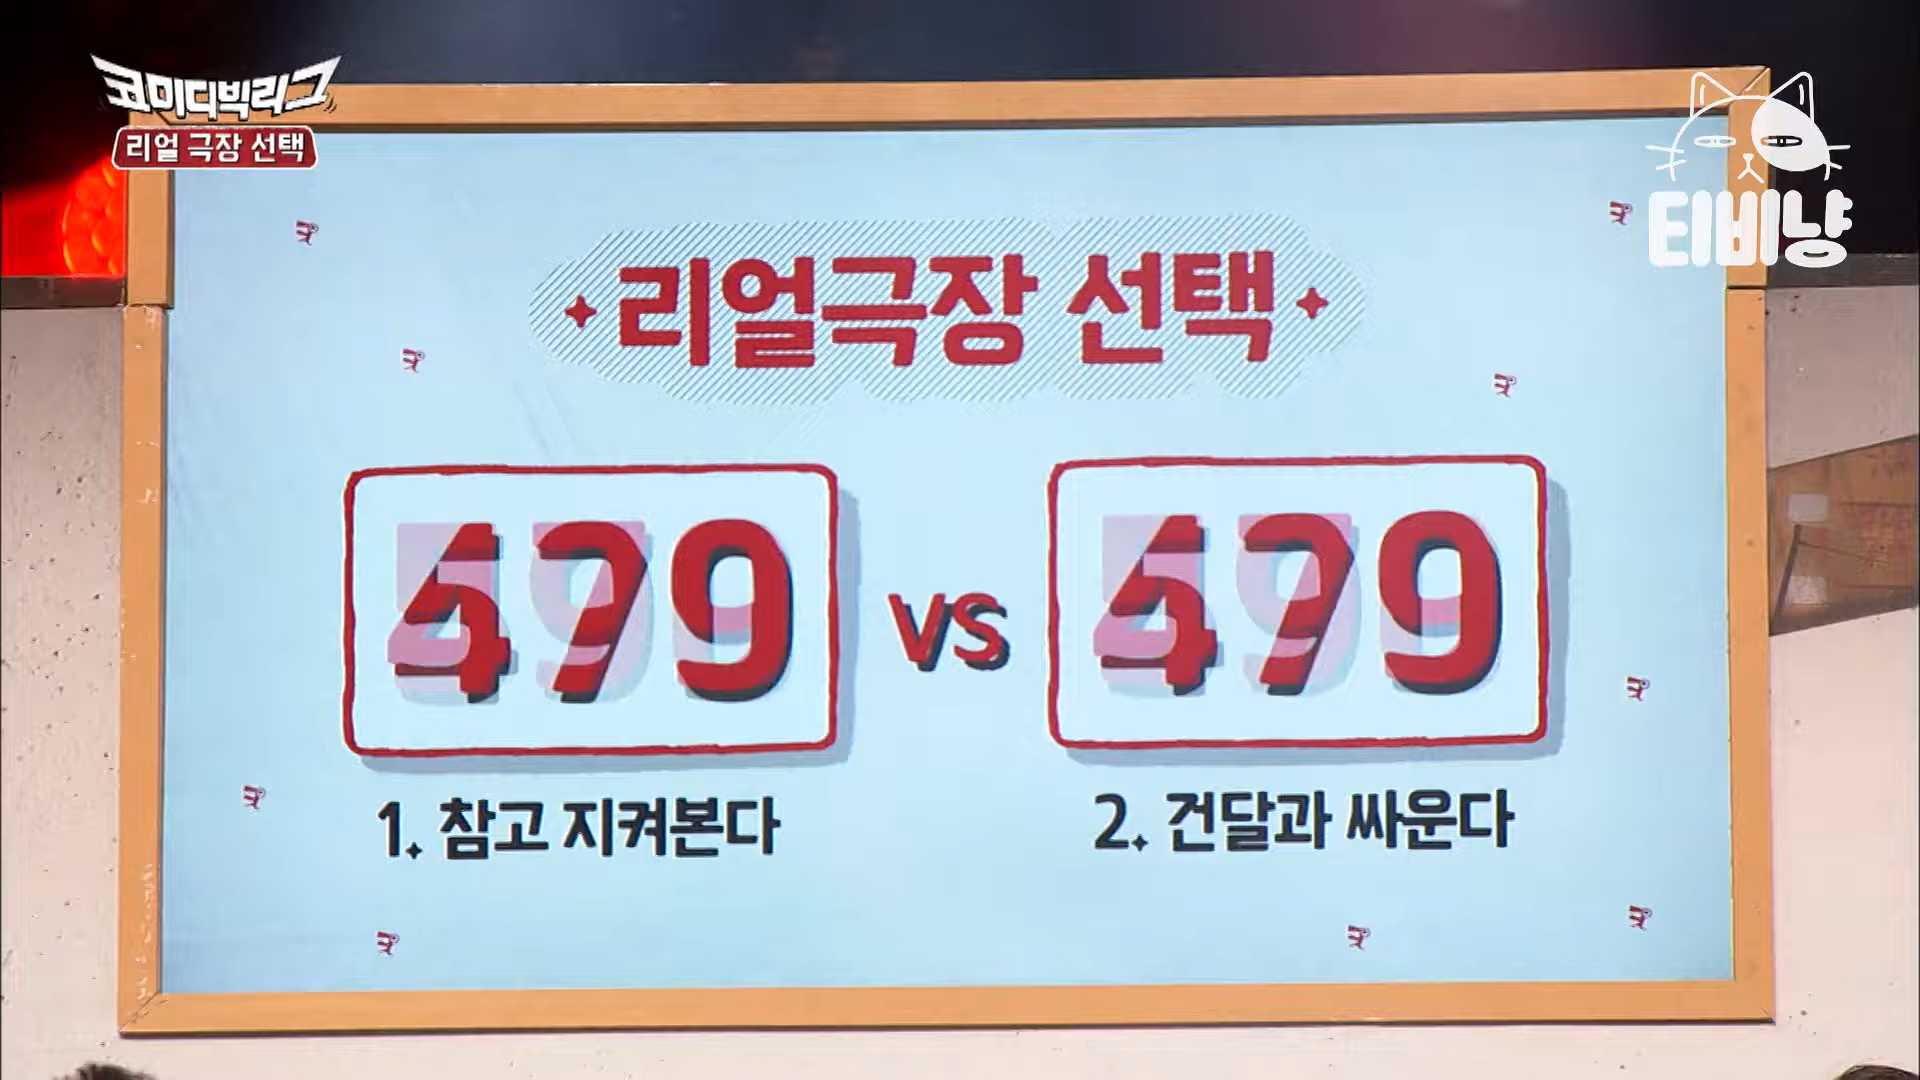 코미디빅리그
리얼 극장 선택
티비냥
리얼극장 선택
479 vs 479
1. 참고 지켜본다
2. 건달과 싸운다